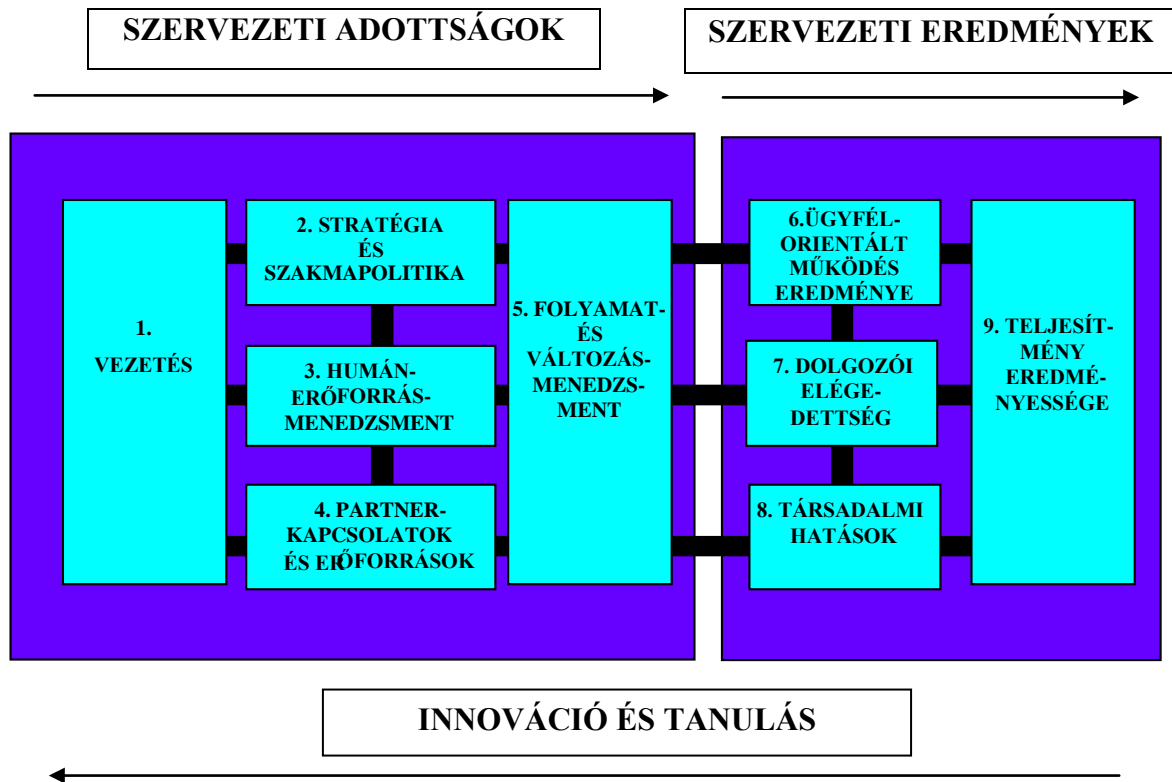 SZERVEZETI ADOTTSÁGOK
SZERVEZETI EREDMÉNYEK
1.
VEZETÉS
2. STRATÉGIA
ÉS
SZAKMAPOLITIKA
3. HUMÁN-
ERŐFORRÁS-
MENEDZSMENT
4. PARTNER-
KAPCSOLATOK
ÉS ERŐFORRÁSOK
5. FOLYAMAT-
ÉS
VÁLTOZÁS-
MENEDZS-
MENT
6.ÜGYFÉL-
ORIENTÁLT
MŰKÖDÉS
EREDMÉNYE
7. DOLGOZÓI
ELÉGE-
DETTSÉG
8. TÁRSADALMI
HATÁSOK
9. TELJESÍT-
MÉNY
EREDMÉ-
NYESSÉGE
INNOVÁCIÓ ÉS TANULÁS